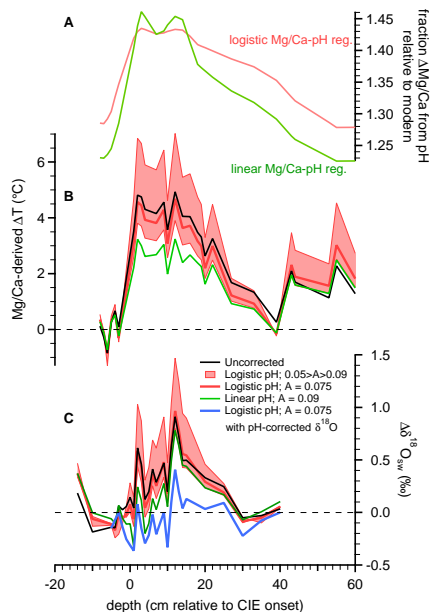 A
logistic Mg/Ca-pH reg.
linear Mg/Ca-pH reg.
1.45
1.40
1.35
1.30
1.25
fraction ΔMg/Ca from pH
relative to modern
B
6
4
2
0
Mg/Ca-derived ΔT (°C)
Uncorrected
Logistic pH; 0.05>A>0.09
Logistic pH; A = 0.075
Linear pH; A = 0.09
Logistic pH; A = 0.075
with pH-corrected δ¹⁸O
C
1.5
1.0
0.5
0.0
-0.5
Δδ¹⁸Osw (‰)
-20 0 20 40 60
depth (cm relative to CIE onset)